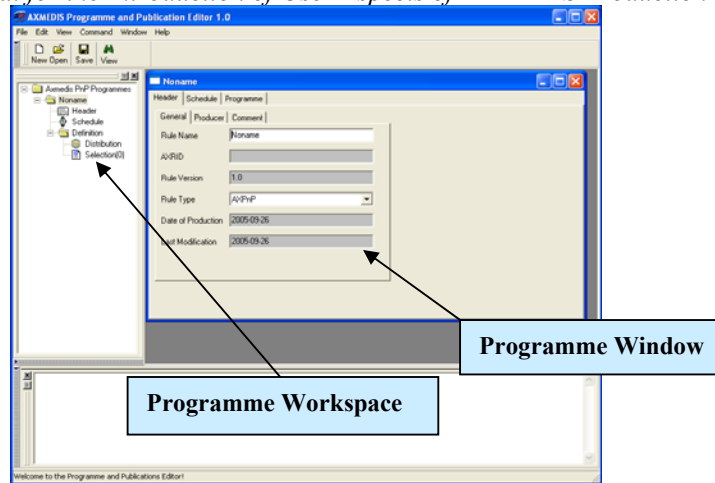 AXMEDIS Programme and Publication Editor 1.0
File Edit View Command Window Help
New Open Save View
Axmedis PnP Programmes
Noname
Header
Schedule
Definition
Distribution
Selection(0)
Noname
Header Schedule Programme
General Producer Comment
Rule Name Noname
AXRID
Rule Version 1.0
Rule Type AXPnP
Date of Production 2005-09-26
Last Modification 2005-09-26
Programme Window
Programme Workspace
Welcome to the Programme and Publications Editor!